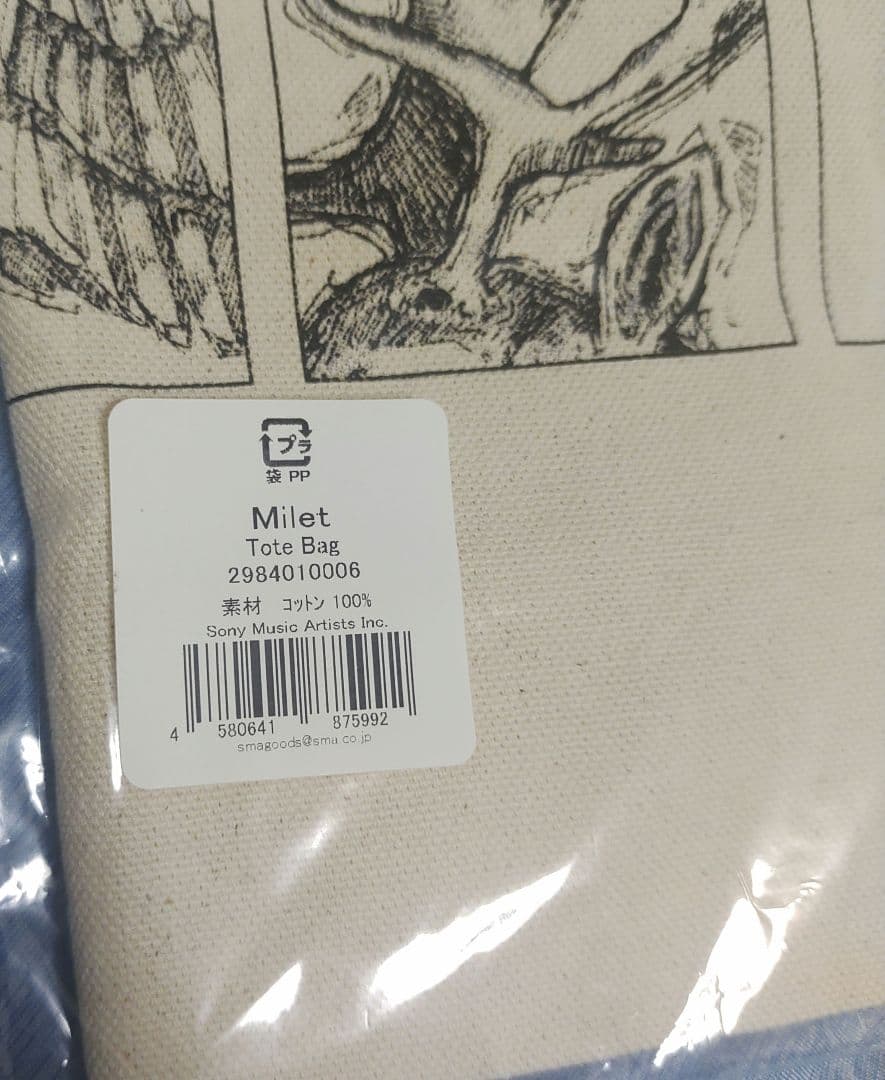 プラ
袋 PP
Milet
Tote Bag
2984010006
素材　コットン 100%
Sony Music Artists Inc.
4 580641 875992
smagoods@sma.co.jp